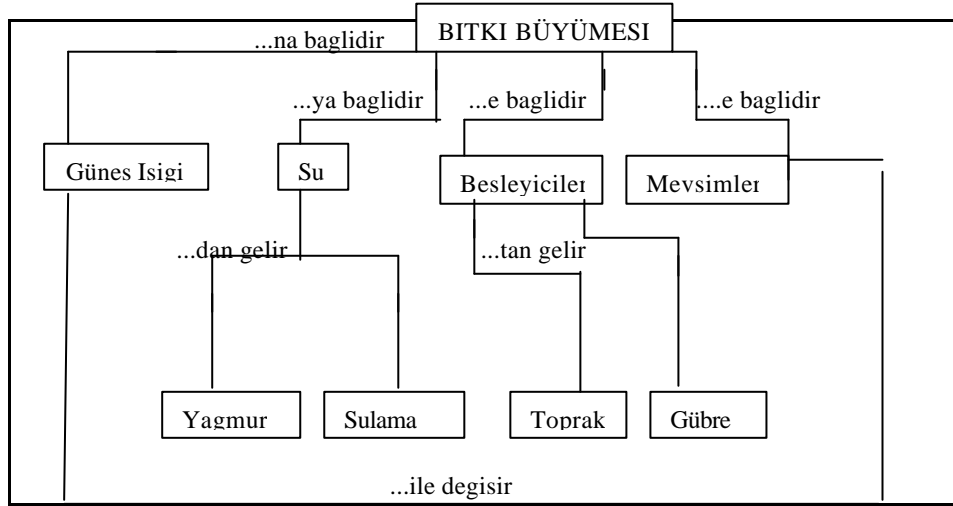 BITKI BÜYÜMESI
...na baglidir
...ya baglidir
...e baglidir
....e baglidir
Günes Isigi
Su
Besleyiciler
Mevsimler
...dan gelir
...tan gelir
Yagmur
Sulama
Toprak
Gübre
...ile degisir